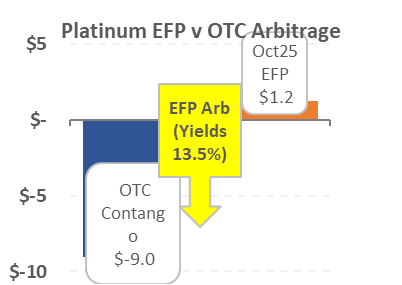 Platinum EFP v OTC Arbitrage
$5
Oct25
EFP
$1.2
$-
EFP Arb
(Yields
13.5%)
OTC
Contang
o
$-9.0
$-5
$-10